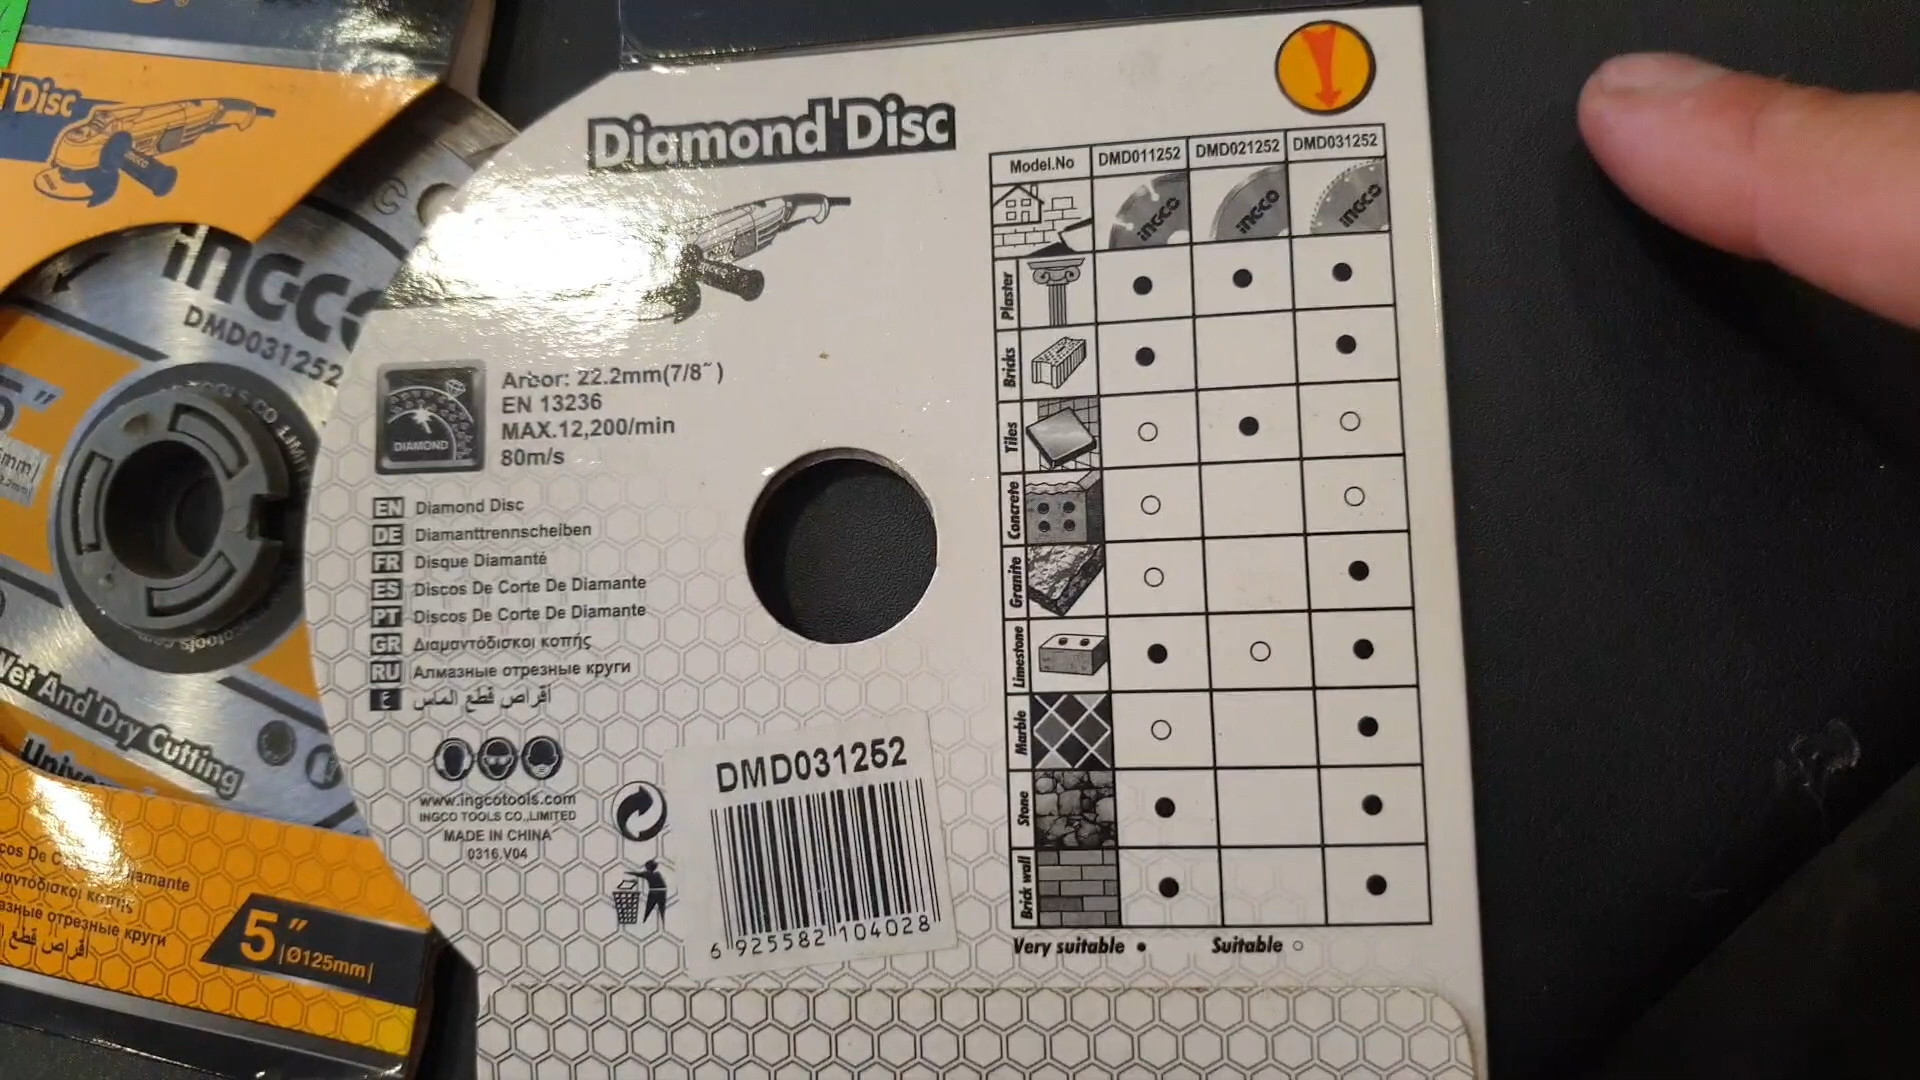 Disc
INGCO
DMD031252
5"
Wet And Dry Cutting
5"
Ø125mm
азные отрезные круги
Diamond Disc
Arbor: 22.2mm(7/8˝)
EN 13236
MAX.12,200/min
80m/s
DIAMOND
EN Diamond Disc
DE Diamanttrennscheiben
FR Disque Diamanté
ES Discos De Corte De Diamante
PT Discos De Corte De Diamante
GR Διαμαντόδισκοι κοπής
RU Алмазные отрезные круги
ع أقراص قطع الماس
www.ingcotools.com
INGCO TOOLS CO.,LIMITED
MADE IN CHINA
0316.V04
DMD031252
6 925582 104028
Model.No DMD011252 DMD021252 DMD031252
INGCO INGCO INGCO
Plaster
Bricks
Tiles
Concrete
Granite
Limestone
Marble
Stone
Brick wall
Very suitable ● Suitable ○